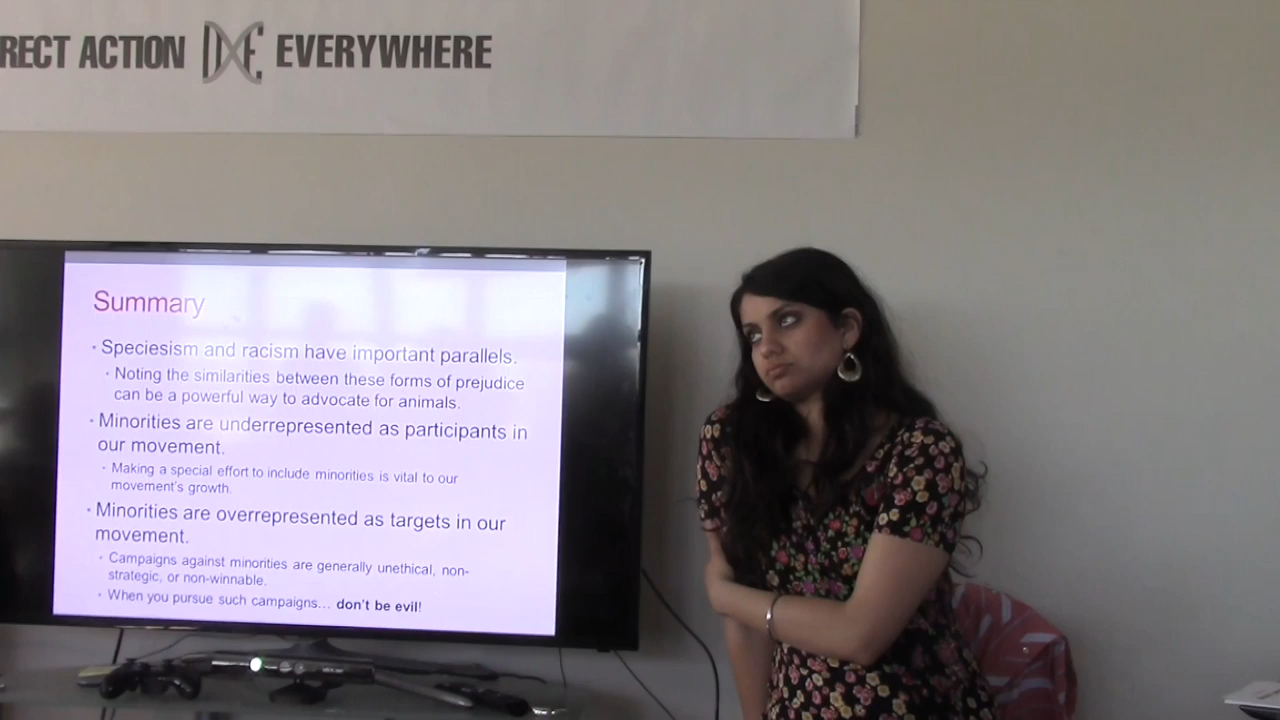 RECT ACTION DXE EVERYWHERE
Summary
• Speciesism and racism have important parallels.
• Noting the similarities between these forms of prejudice
can be a powerful way to advocate for animals.
• Minorities are underrepresented as participants in
our movement.
• Making a special effort to include minorities is vital to our
movement's growth.
• Minorities are overrepresented as targets in our
movement.
• Campaigns against minorities are generally unethical, non-
strategic, or non-winnable.
• When you pursue such campaigns... don't be evil!